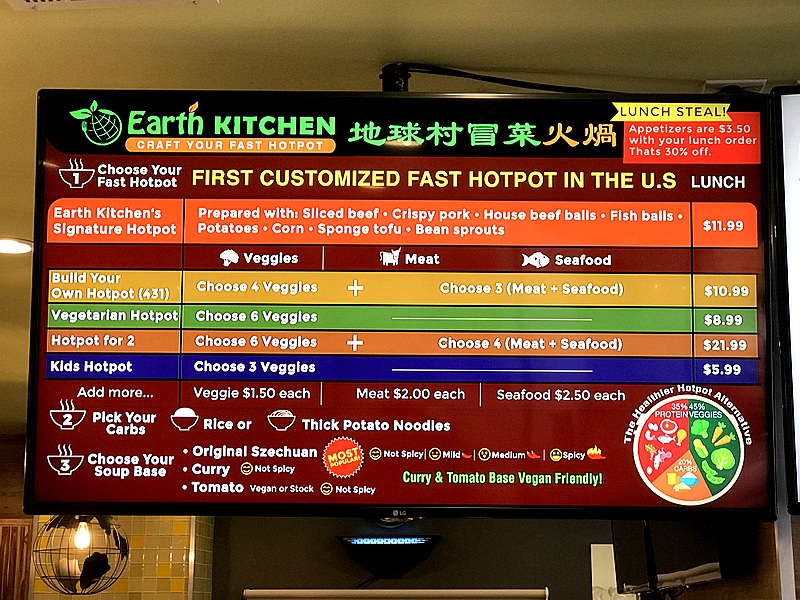 Earth KITCHEN
CRAFT YOUR FAST HOTPOT
地球村冒菜火鍋
LUNCH STEAL!
Appetizers are $3.50
with your lunch order
Thats 30% off.
1 Choose Your
Fast Hotpot
FIRST CUSTOMIZED FAST HOTPOT IN THE U.S
LUNCH
Earth Kitchen's
Signature Hotpot
Prepared with: Sliced beef • Crispy pork • House beef balls • Fish balls •
Potatoes • Corn • Sponge tofu • Bean sprouts
$11.99
Veggies Meat Seafood
Build Your
Own Hotpot (431)
Choose 4 Veggies + Choose 3 (Meat + Seafood)
$10.99
Vegetarian Hotpot Choose 6 Veggies $8.99
Hotpot for 2 Choose 6 Veggies + Choose 4 (Meat + Seafood) $21.99
Kids Hotpot Choose 3 Veggies $5.99
Add more... Veggie $1.50 each Meat $2.00 each Seafood $2.50 each
2 Pick Your
Carbs
Rice or Thick Potato Noodles
3 Choose Your
Soup Base
• Original Szechuan MOST POPULAR! Not Spicy | Mild | Medium | Spicy
• Curry Not Spicy
• Tomato Vegan or Stock Not Spicy
Curry & Tomato Base Vegan Friendly!
The Healthier Hotpot Alternative
35% PROTEIN
45% VEGGIES
20% CARBS
LG